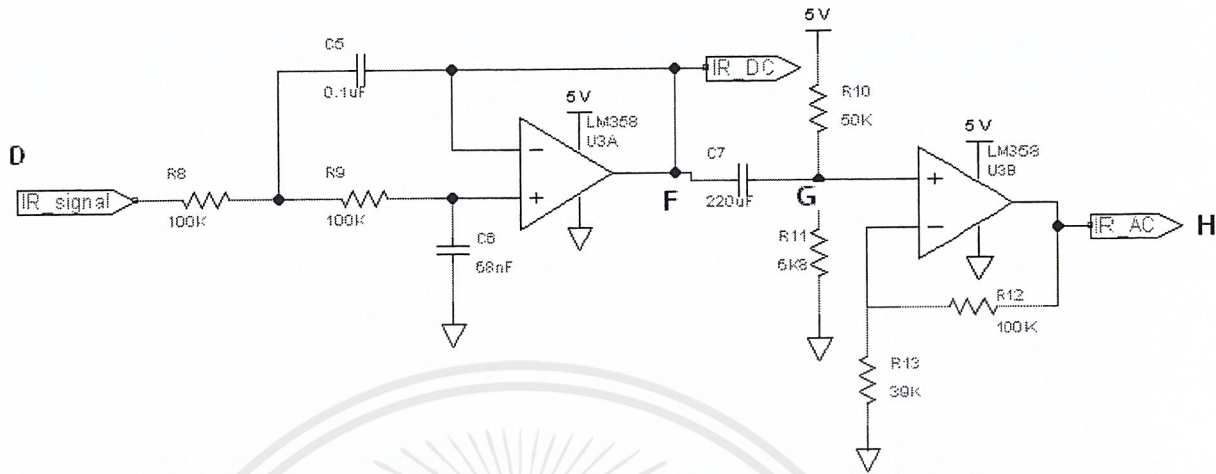 C5
0.1uF
IR_DC
5V
R10
50K
5V
LM358
U3A
C7
220uF
5V
LM358
U3B
D
IR_signal
R8
100K
R9
100K
F
G
C6
68nF
R11
5K8
IR_AC
H
R12
100K
R13
39K